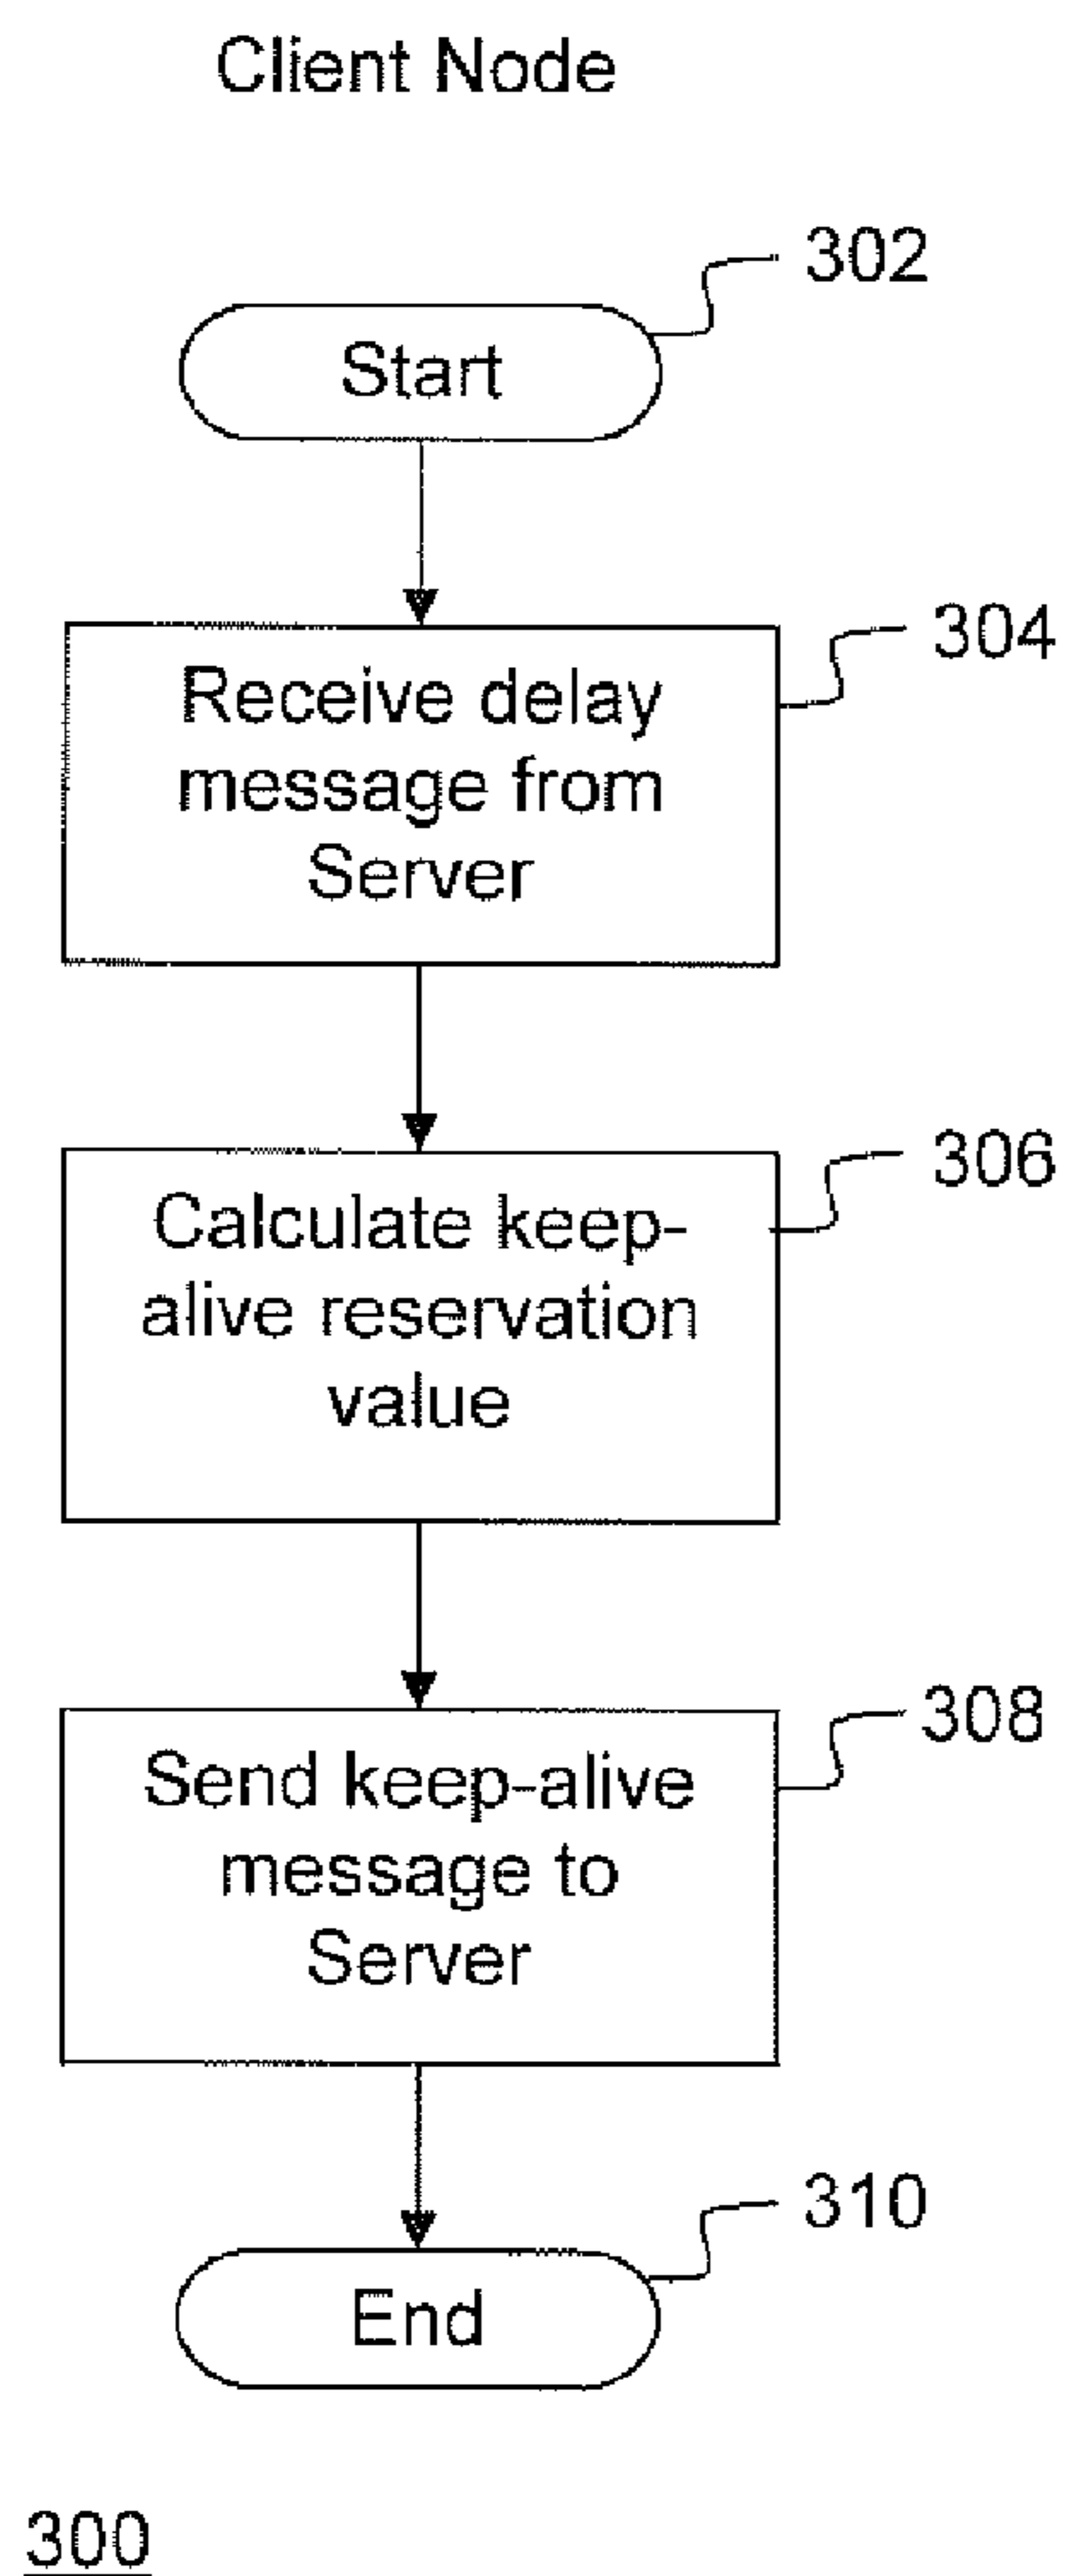 Client Node
302
Start
304
Receive delay
message from
Server
306
Calculate keep-
alive reservation
value
308
Send keep-alive
message to
Server
310
End
300